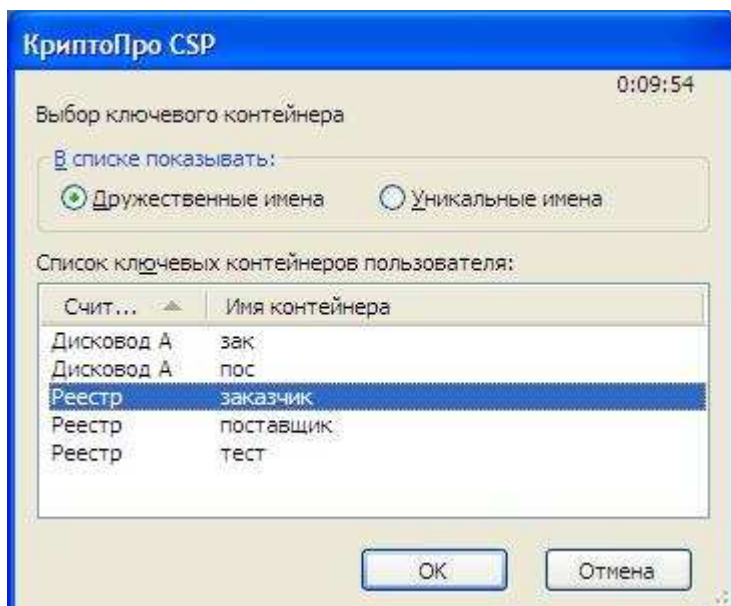 КриптоПро CSP
0:09:54
Выбор ключевого контейнера
В списке показывать:
Дружественные имена Уникальные имена
Список ключевых контейнеров пользователя:
Счит... Имя контейнера
Дисковод А зак
Дисковод А пос
Реестр заказчик
Реестр поставщик
Реестр тест
OK Отмена